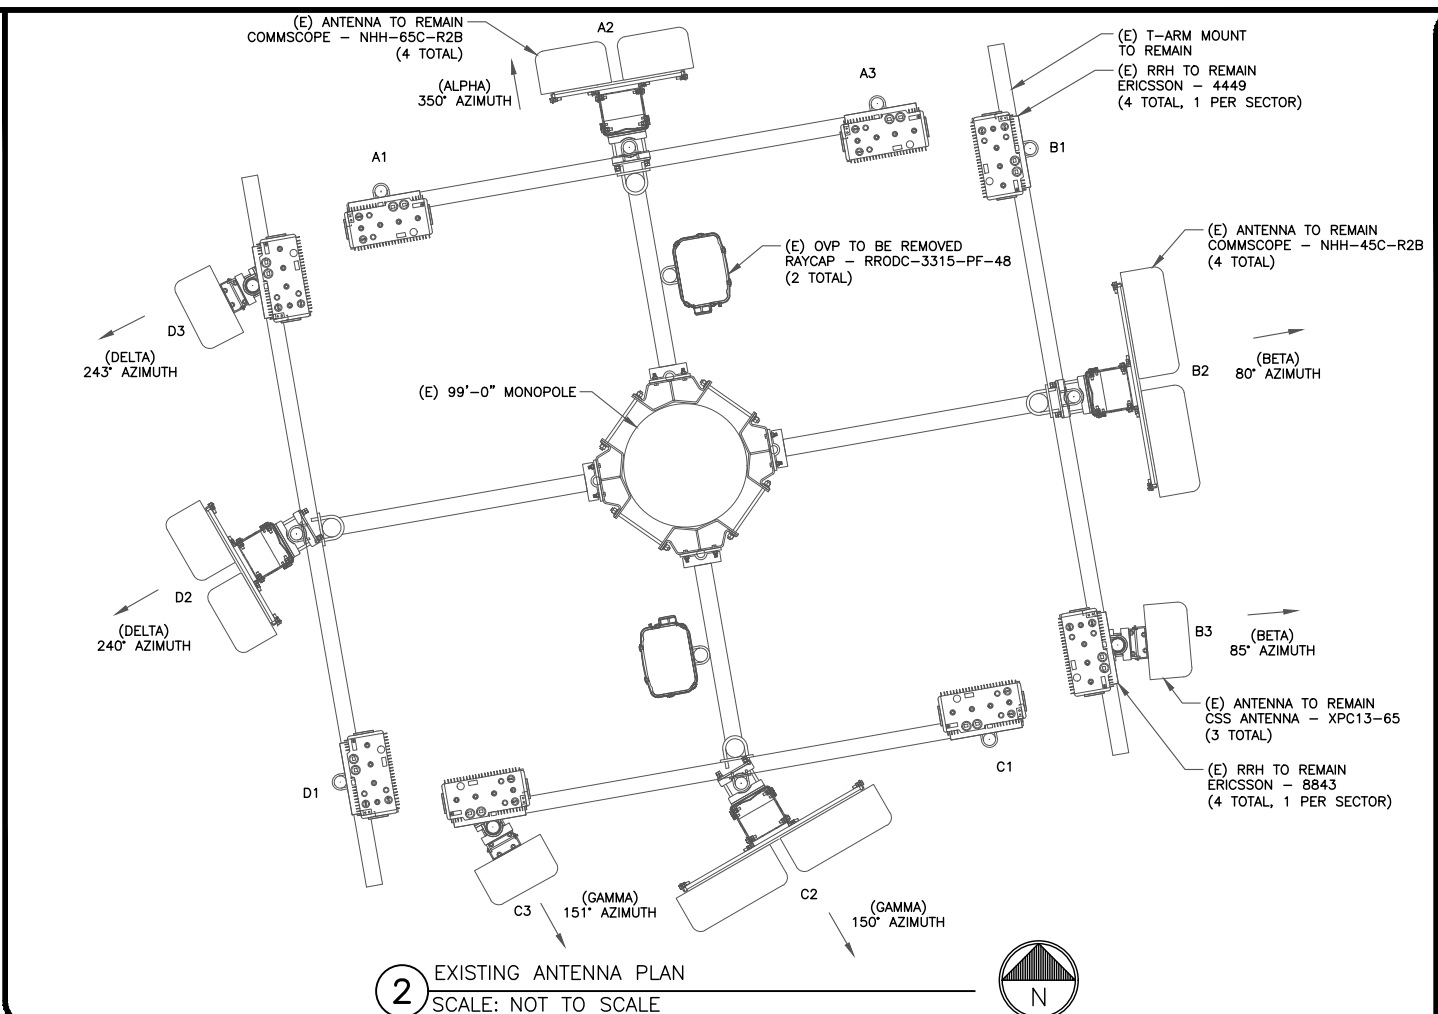 (E) ANTENNA TO REMAIN
COMMSCOPE – NHH-65C-R2B
(4 TOTAL)
A2
(ALPHA)
350° AZIMUTH
A3
(E) T-ARM MOUNT
TO REMAIN
(E) RRH TO REMAIN
ERICSSON – 4449
(4 TOTAL, 1 PER SECTOR)
A1
B1
(E) OVP TO BE REMOVED
RAYCAP – RRODC-3315-PF-48
(2 TOTAL)
(E) ANTENNA TO REMAIN
COMMSCOPE – NHH-45C-R2B
(4 TOTAL)
D3
(DELTA)
243° AZIMUTH
(E) 99'-0" MONOPOLE
B2
(BETA)
80° AZIMUTH
D2
(DELTA)
240° AZIMUTH
B3
(BETA)
85° AZIMUTH
(E) ANTENNA TO REMAIN
CSS ANTENNA – XPC13-65
(3 TOTAL)
C1
(E) RRH TO REMAIN
ERICSSON – 8843
(4 TOTAL, 1 PER SECTOR)
D1
C3
(GAMMA)
151° AZIMUTH
C2
(GAMMA)
150° AZIMUTH
2
EXISTING ANTENNA PLAN
SCALE: NOT TO SCALE
N